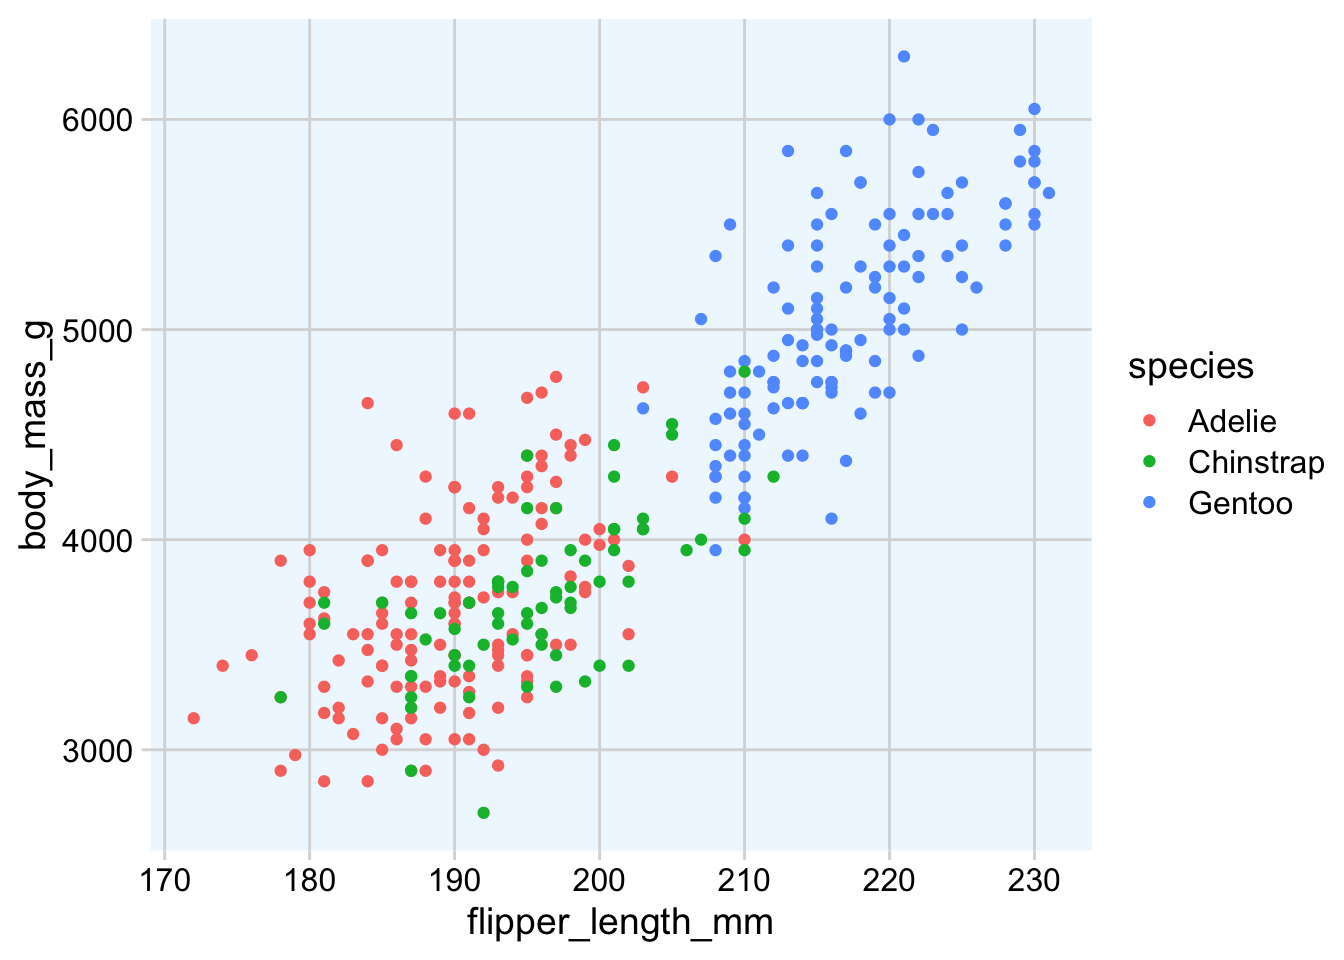 body_mass_g
6000
5000
4000
3000
170 180 190 200 210 220 230
flipper_length_mm
species
Adelie
Chinstrap
Gentoo